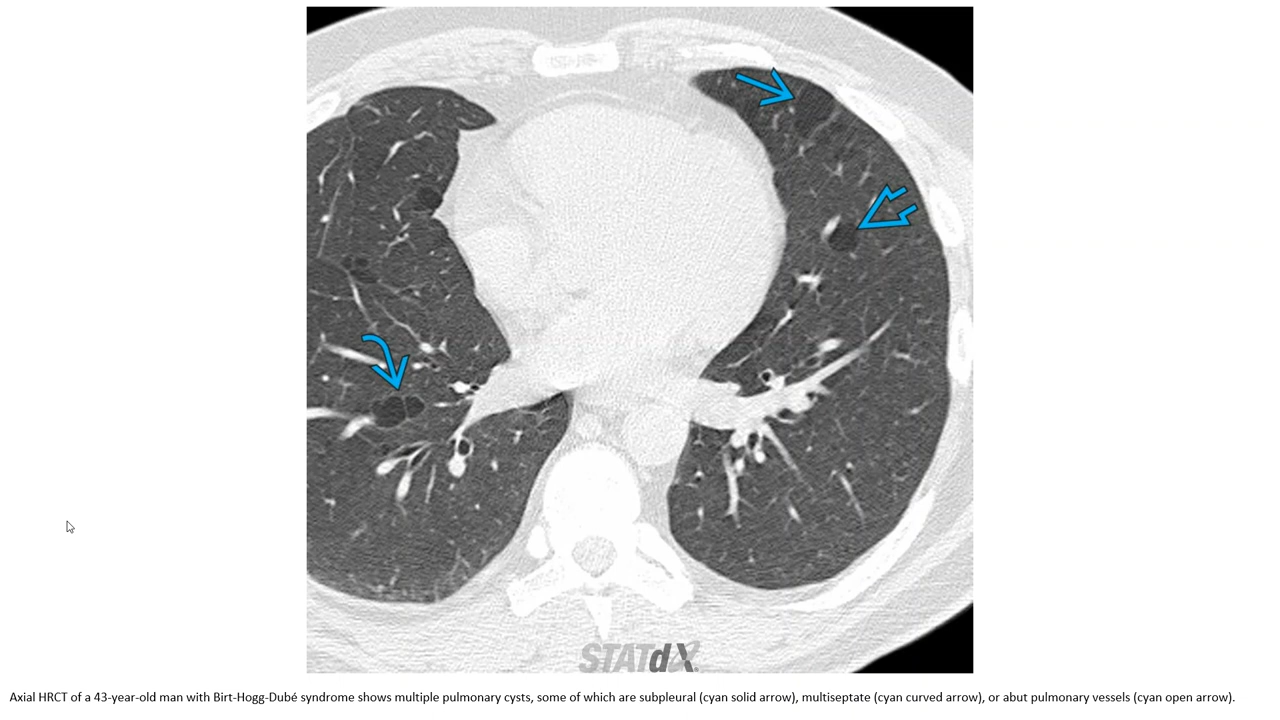 STATdX
Axial HRCT of a 43-year-old man with Birt-Hogg-Dubé syndrome shows multiple pulmonary cysts, some of which are subpleural (cyan solid arrow), multiseptate (cyan curved arrow), or abut pulmonary vessels (cyan open arrow).